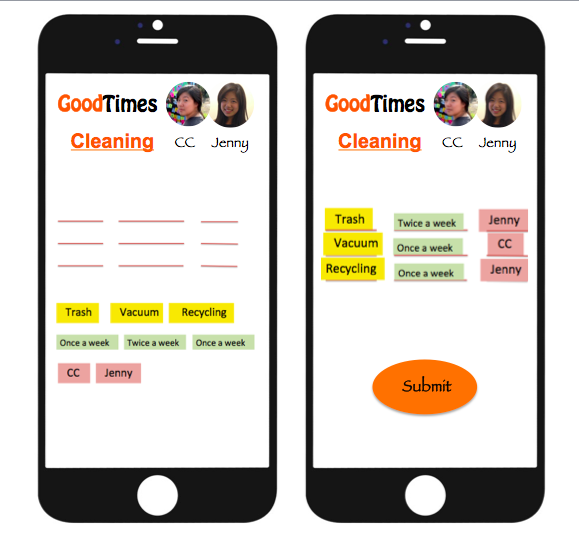 GoodTimes
Cleaning CC Jenny
Trash Vacuum Recycling
Once a week Twice a week Once a week
CC Jenny
GoodTimes
Cleaning CC Jenny
Trash Twice a week Jenny
Vacuum Once a week CC
Recycling Once a week Jenny
Submit